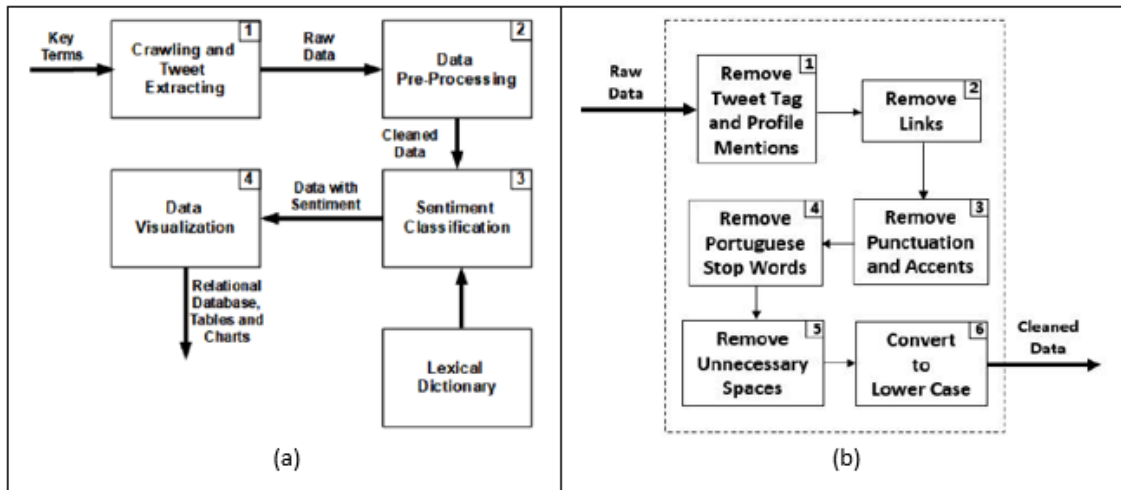 Key
Terms
1
Crawling and
Tweet
Extracting
Raw
Data
2
Data
Pre-Processing
Cleaned
Data
3
Sentiment
Classification
Data with
Sentiment
4
Data
Visualization
Relational
Database,
Tables and
Charts
Lexical
Dictionary
(a)
Raw
Data
1
Remove
Tweet Tag
and Profile
Mentions
2
Remove
Links
3
Remove
Punctuation
and Accents
4
Remove
Portuguese
Stop Words
5
Remove
Unnecessary
Spaces
6
Convert
to
Lower Case
Cleaned
Data
(b)